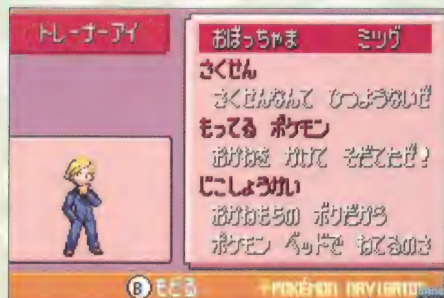 トレーナーアイ
おぼっちゃま ミツグ
さくせん
さくせんなんて ひつようないぜ
もってる ポケモン
おかねを かけて そだてたぜ!
じこしょうかい
おかねもちの ボクだから
ポケモン ベッドで ねてるのさ
Ⓑもどる
POKéMON NAVIGATOR